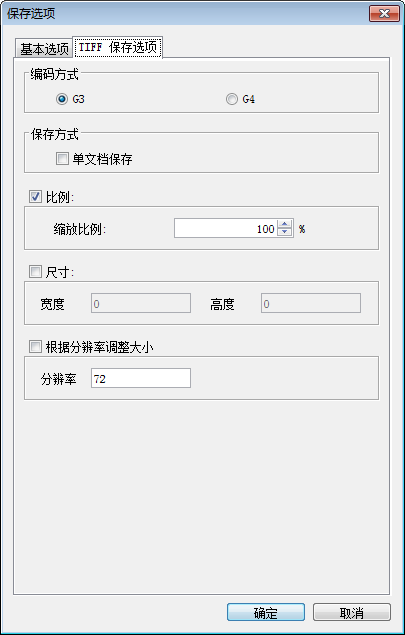 保存选项
基本选项 TIFF 保存选项
编码方式
G3 G4
保存方式
单文档保存
比例:
缩放比例: 100 %
尺寸:
宽度 0 高度 0
根据分辨率调整大小
分辨率 72
确定 取消